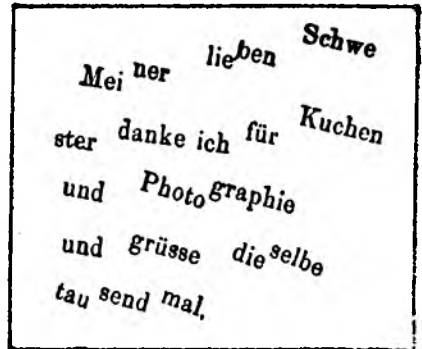 Mei ner lieben Schwe
ster danke ich für Kuchen
und Photographie
und grüsse dieselbe
tau send mal.